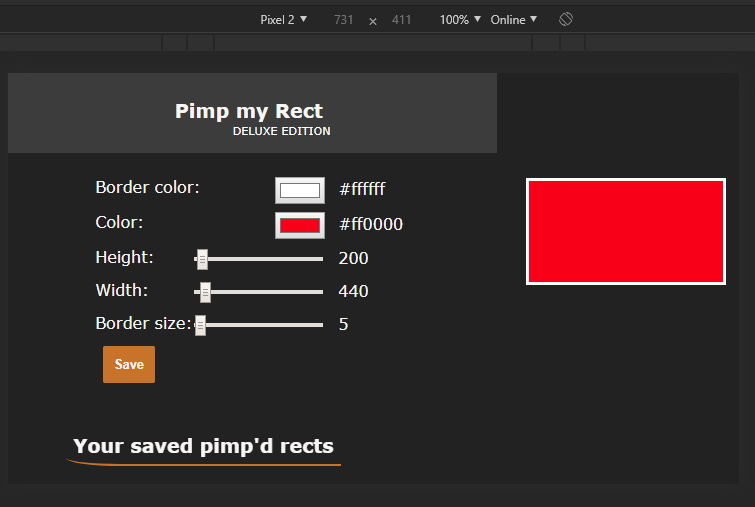 Pixel 2 ▼ 731 × 411 100% ▼ Online ▼
Pimp my Rect
DELUXE EDITION
Border color: #ffffff
Color: #ff0000
Height: 200
Width: 440
Border size: 5
Save
Your saved pimp'd rects